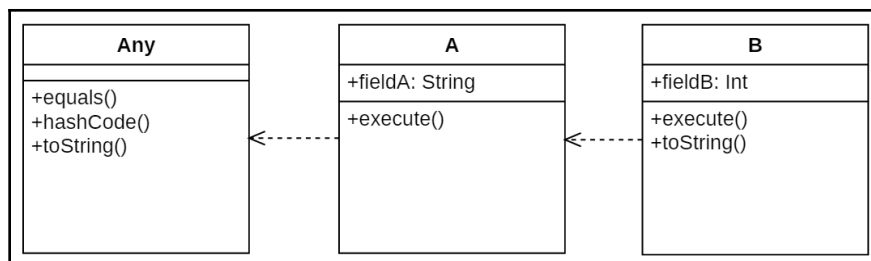 Any
+equals()
+hashCode()
+toString()
A
+fieldA: String
+execute()
B
+fieldB: Int
+execute()
+toString()